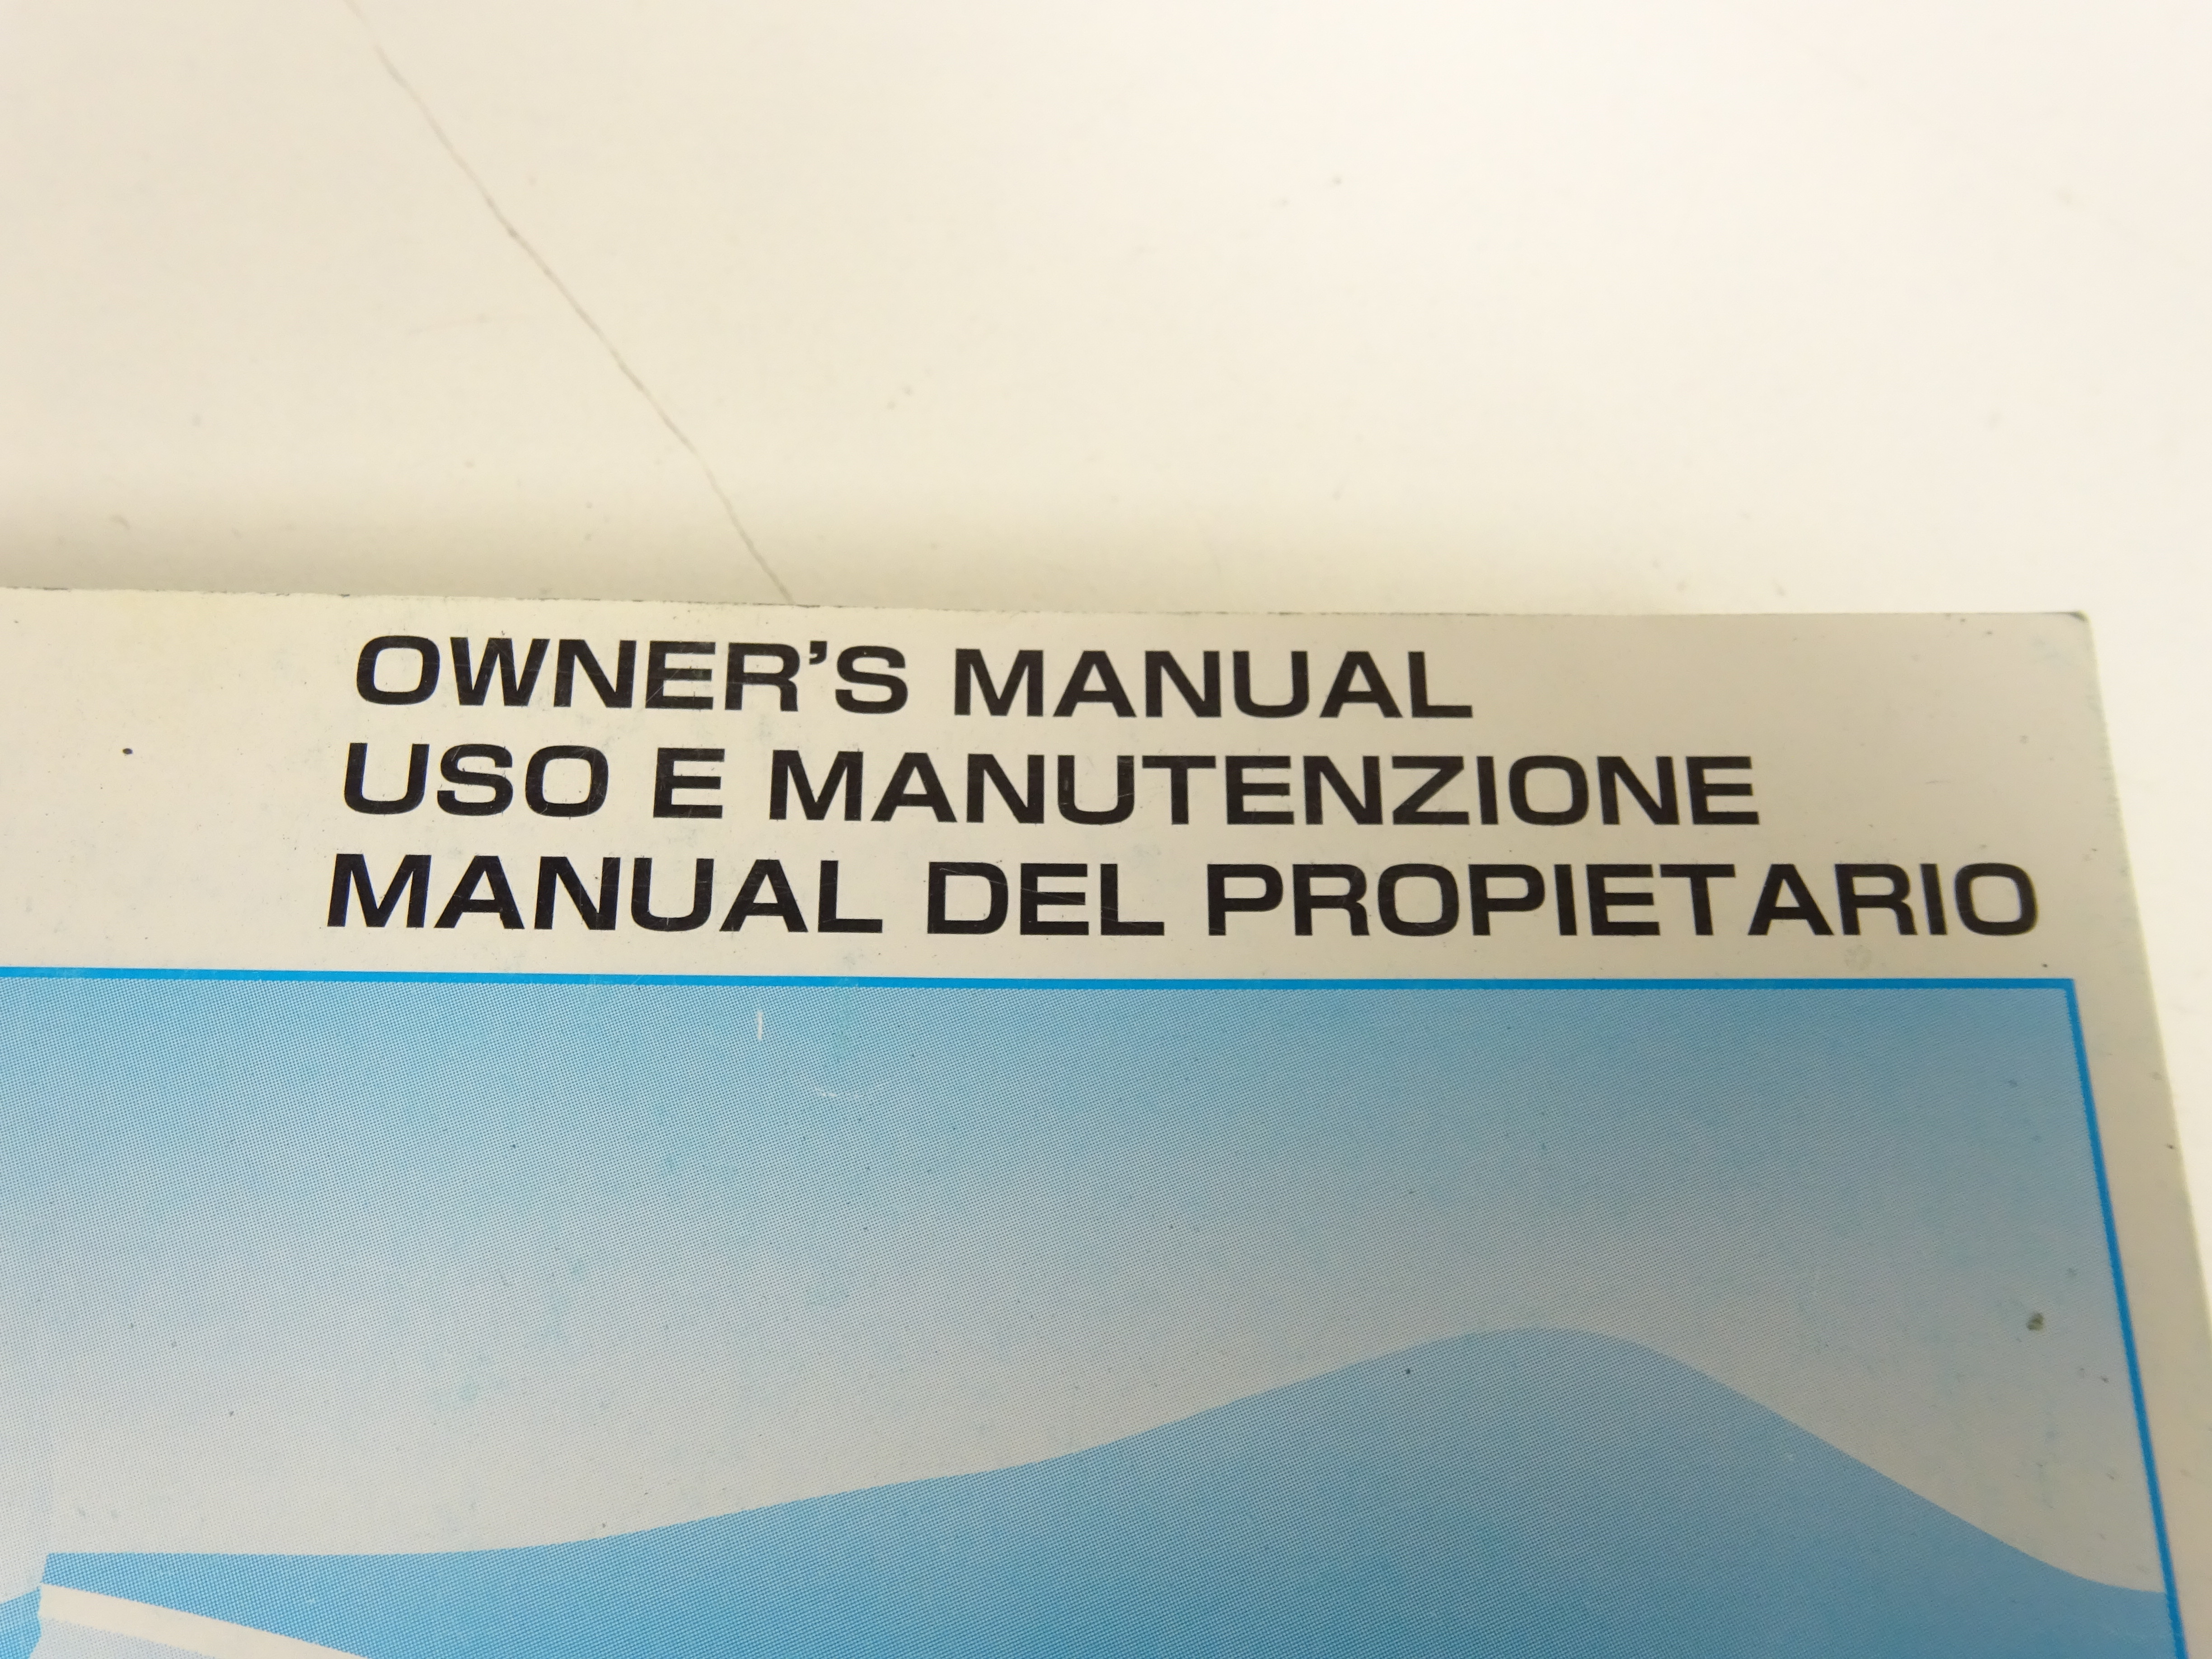 OWNER'S MANUAL
USO E MANUTENZIONE
MANUAL DEL PROPIETARIO